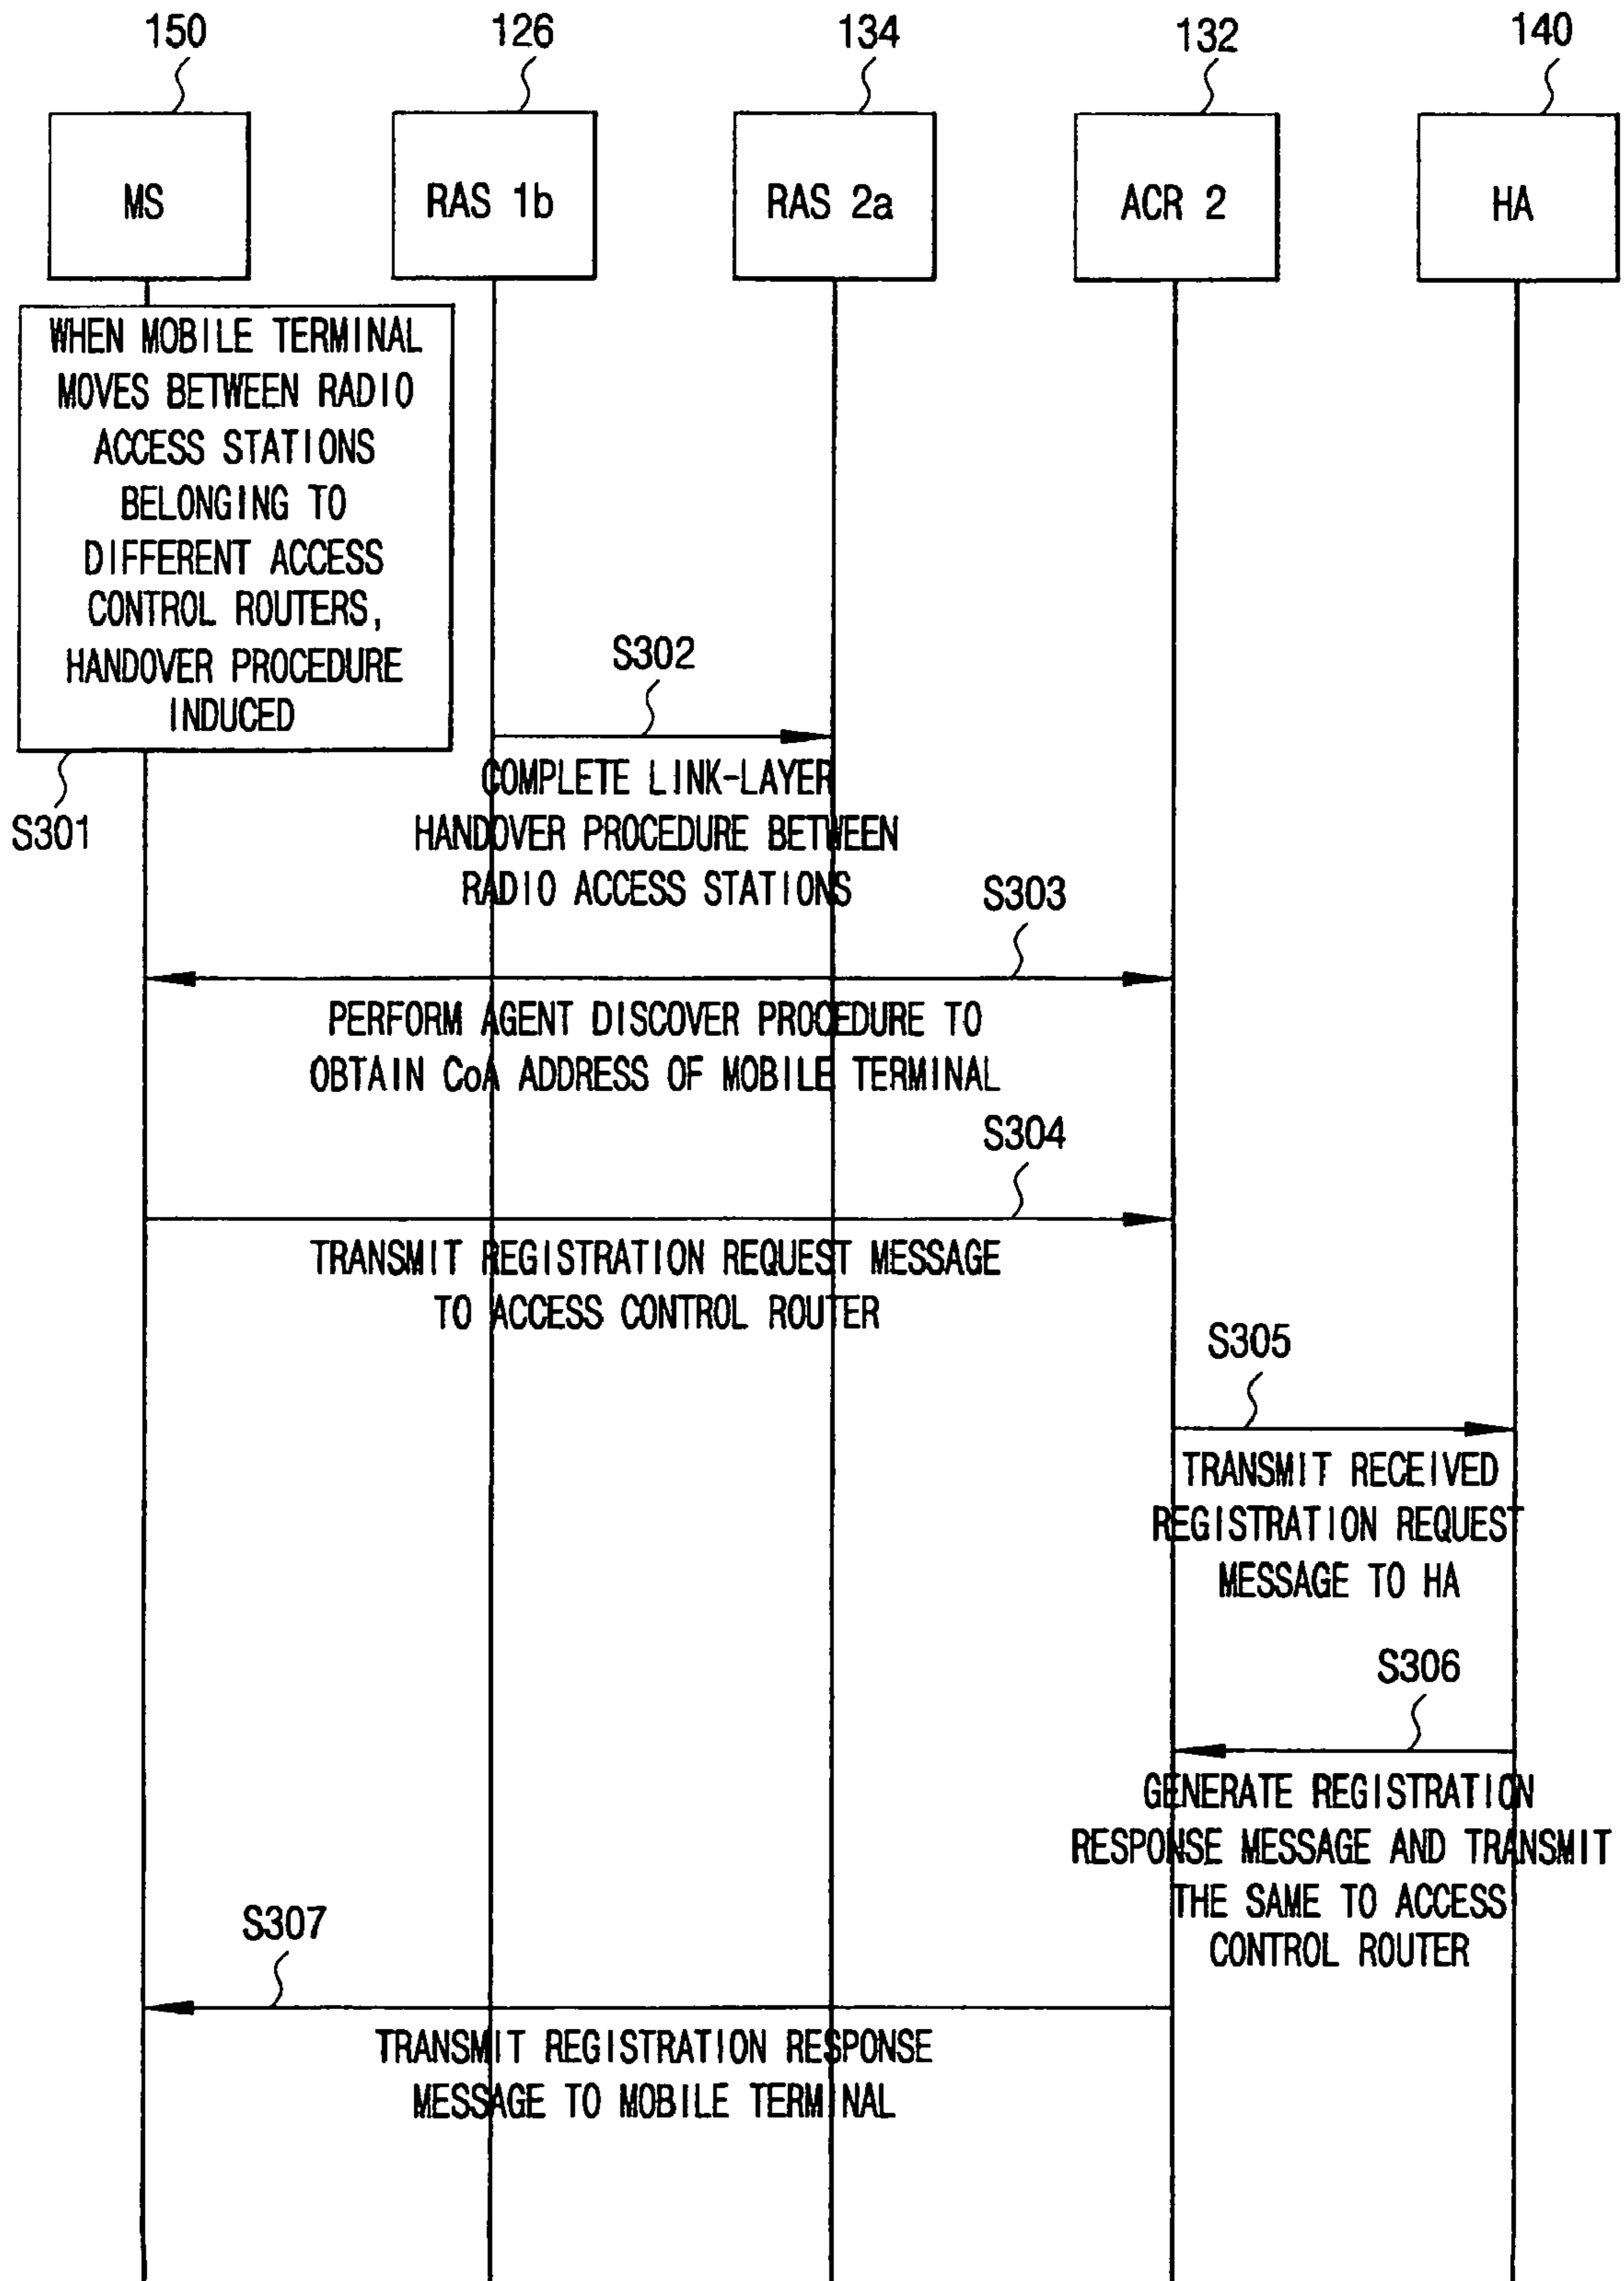 150
126
134
132
140
MS
RAS 1b
RAS 2a
ACR 2
HA
WHEN MOBILE TERMINAL
MOVES BETWEEN RADIO
ACCESS STATIONS
BELONGING TO
DIFFERENT ACCESS
CONTROL ROUTERS,
HANDOVER PROCEDURE
INDUCED
S301
S302
COMPLETE LINK-LAYER
HANDOVER PROCEDURE BETWEEN
RADIO ACCESS STATIONS
S303
PERFORM AGENT DISCOVER PROCEDURE TO
OBTAIN CoA ADDRESS OF MOBILE TERMINAL
S304
TRANSMIT REGISTRATION REQUEST MESSAGE
TO ACCESS CONTROL ROUTER
S305
TRANSMIT RECEIVED
REGISTRATION REQUEST
MESSAGE TO HA
S306
GENERATE REGISTRATION
RESPONSE MESSAGE AND TRANSMIT
THE SAME TO ACCESS
CONTROL ROUTER
S307
TRANSMIT REGISTRATION RESPONSE
MESSAGE TO MOBILE TERMINAL